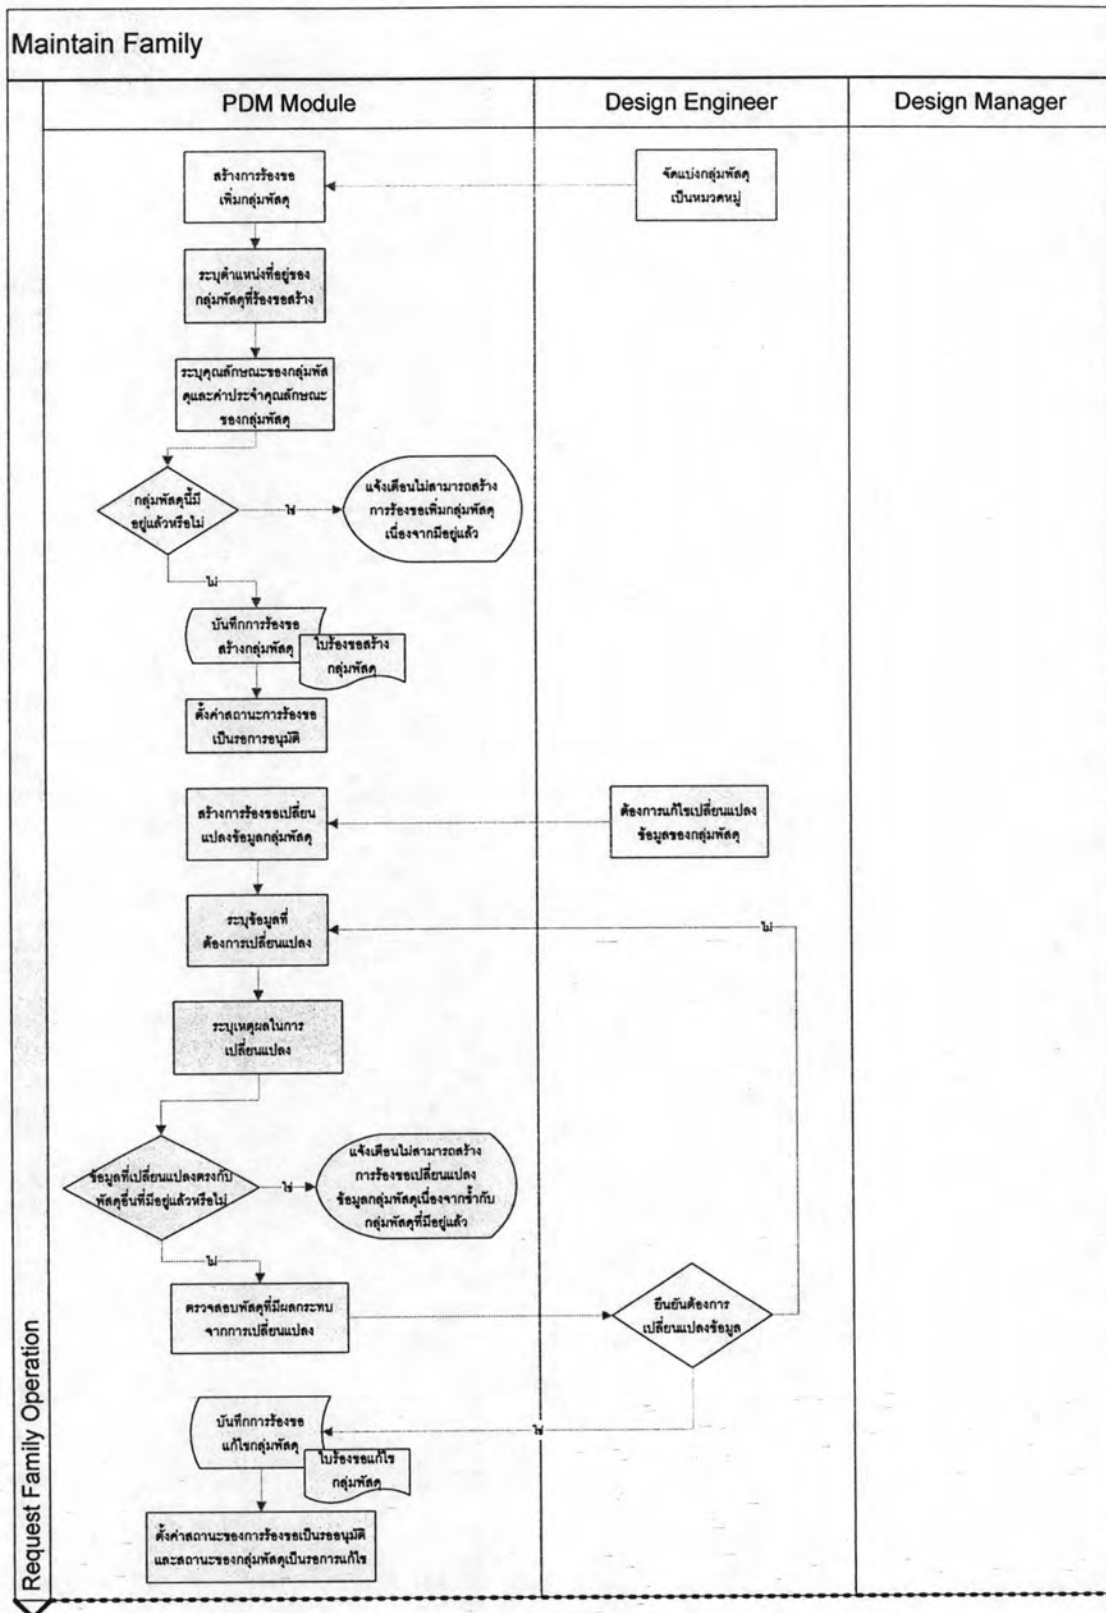 Maintain Family
PDM Module
Design Engineer
Design Manager
สร้างการร้องขอ
เพิ่มกลุ่มพัสดุ
จัดแบ่งกลุ่มพัสดุ
เป็นหมวดหมู่
ระบุตำแหน่งที่อยู่ของ
กลุ่มพัสดุที่ร้องขอสร้าง
ระบุคุณลักษณะของกลุ่มพัส
ดุและค่าประจำคุณลักษณะ
ของกลุ่มพัสดุ
กลุ่มพัสดุนี้มี
อยู่แล้วหรือไม่
ใช่
แจ้งเตือนไม่สามารถสร้าง
การร้องขอเพิ่มกลุ่มพัสดุ
เนื่องจากมีอยู่แล้ว
ไม่
บันทึกการร้องขอ
สร้างกลุ่มพัสดุ
ใบร้องขอสร้าง
กลุ่มพัสดุ
ตั้งค่าสถานะการร้องขอ
เป็นรอการอนุมัติ
สร้างการร้องขอเปลี่ยน
แปลงข้อมูลกลุ่มพัสดุ
ต้องการแก้ไขเปลี่ยนแปลง
ข้อมูลของกลุ่มพัสดุ
ระบุข้อมูลที่
ต้องการเปลี่ยนแปลง
ไม่
ระบุเหตุผลในการ
เปลี่ยนแปลง
ข้อมูลที่เปลี่ยนแปลงตรงกับ
พัสดุอื่นที่มีอยู่แล้วหรือไม่
ใช่
แจ้งเตือนไม่สามารถสร้าง
การร้องขอเปลี่ยนแปลง
ข้อมูลกลุ่มพัสดุเนื่องจากซ้ำกับ
กลุ่มพัสดุที่มีอยู่แล้ว
ไม่
ตรวจสอบพัสดุที่มีผลกระทบ
จากการเปลี่ยนแปลง
ยืนยันต้องการ
เปลี่ยนแปลงข้อมูล
ใช่
บันทึกการร้องขอ
แก้ไขกลุ่มพัสดุ
ใบร้องขอแก้ไข
กลุ่มพัสดุ
ตั้งค่าสถานะของการร้องขอเป็นรออนุมัติ
และสถานะของกลุ่มพัสดุเป็นรอการแก้ไข
Request Family Operation